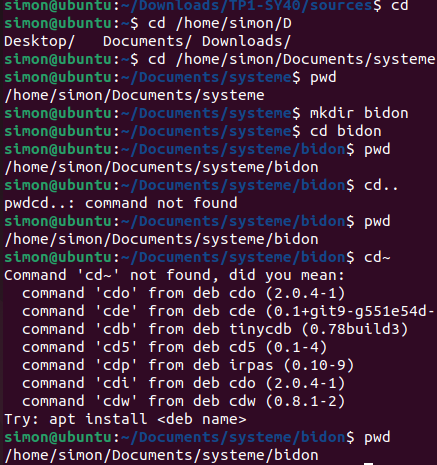 simon@ubuntu:~/Downloads/TP1-SY40/sources$ cd
simon@ubuntu:~$ cd /home/simon/D
Desktop/   Documents/ Downloads/
simon@ubuntu:~$ cd /home/simon/Documents/systeme
simon@ubuntu:~/Documents/systeme$ pwd
/home/simon/Documents/systeme
simon@ubuntu:~/Documents/systeme$ mkdir bidon
simon@ubuntu:~/Documents/systeme$ cd bidon
simon@ubuntu:~/Documents/systeme/bidon$ pwd
/home/simon/Documents/systeme/bidon
simon@ubuntu:~/Documents/systeme/bidon$ cd..
pwdcd..: command not found
simon@ubuntu:~/Documents/systeme/bidon$ pwd
/home/simon/Documents/systeme/bidon
simon@ubuntu:~/Documents/systeme/bidon$ cd~
Command 'cd~' not found, did you mean:
  command 'cdo' from deb cdo (2.0.4-1)
  command 'cde' from deb cde (0.1+git9-g551e54d-
  command 'cdb' from deb tinycdb (0.78build3)
  command 'cd5' from deb cd5 (0.1-4)
  command 'cdp' from deb irpas (0.10-9)
  command 'cdi' from deb cdo (2.0.4-1)
  command 'cdw' from deb cdw (0.8.1-2)
Try: apt install <deb name>
simon@ubuntu:~/Documents/systeme/bidon$ pwd
/home/simon/Documents/systeme/bidon